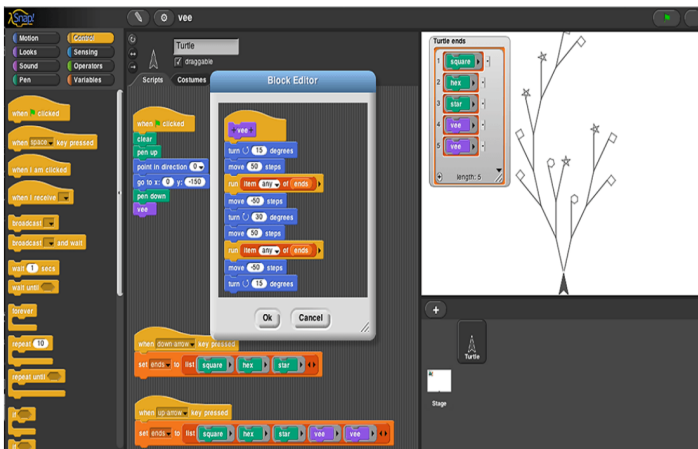 Snap!
vee
Motion
Control
Looks
Sensing
Sound
Operators
Pen
Variables
when clicked
when space key pressed
when I am clicked
when I receive
broadcast
broadcast and wait
wait 1 secs
wait until
forever
repeat 10
repeat until
if
Turtle
draggable
Scripts
Costumes
when clicked
clear
pen up
point in direction 0
go to x: 0 y: -150
pen down
vee
when down arrow key pressed
set ends to list square hex star
when up arrow key pressed
set ends to list square hex star vee vee
Block Editor
+ vee +
turn 15 degrees
move 50 steps
run item any of ends
move -50 steps
turn 30 degrees
move 50 steps
run item any of ends
move -50 steps
turn 15 degrees
Ok
Cancel
Turtle ends
1 square
2 hex
3 star
4 vee
5 vee
+ length: 5
+
Turtle
Stage